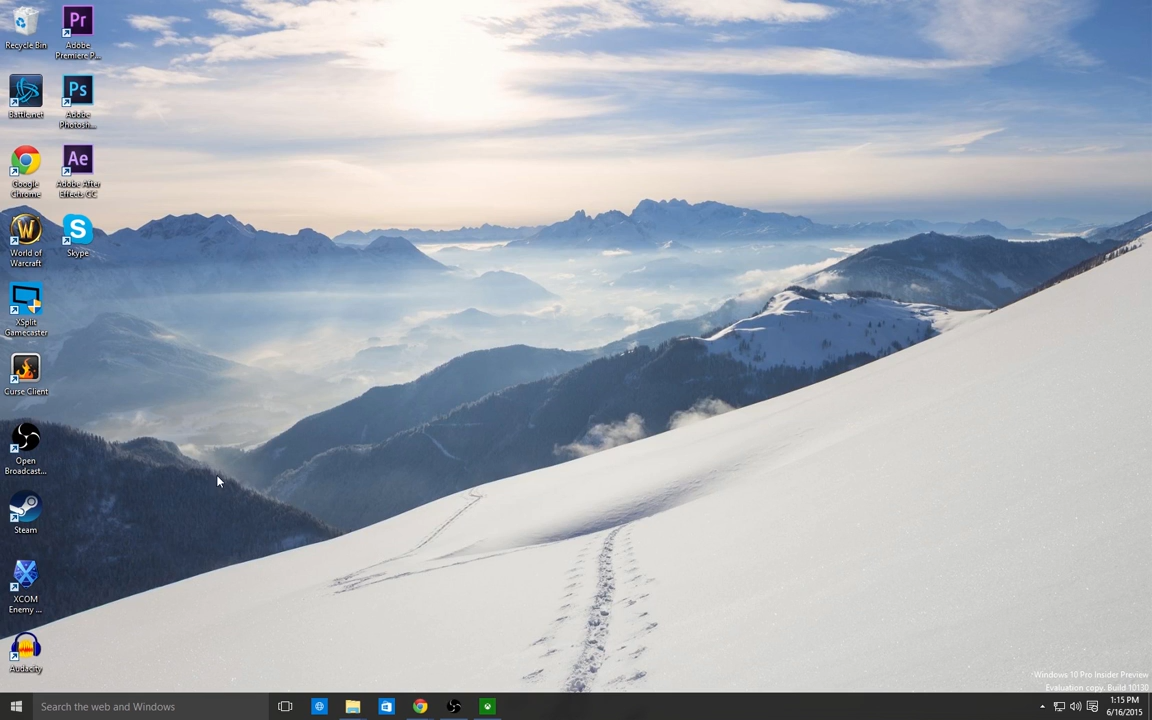 Recycle Bin
Pr
Adobe
Premiere P...
Battle.net
Ps
Adobe
Photosh...
Google
Chrome
Ae
Adobe After
Effects CC
W
World of
Warcraft
S
Skype
XSplit
Gamecaster
Curse Client
Open
Broadcast...
Steam
XCOM
Enemy ...
Audacity
Windows 10 Pro Insider Preview
Evaluation copy. Build 10130
Search the web and Windows
1:15 PM
6/16/2015